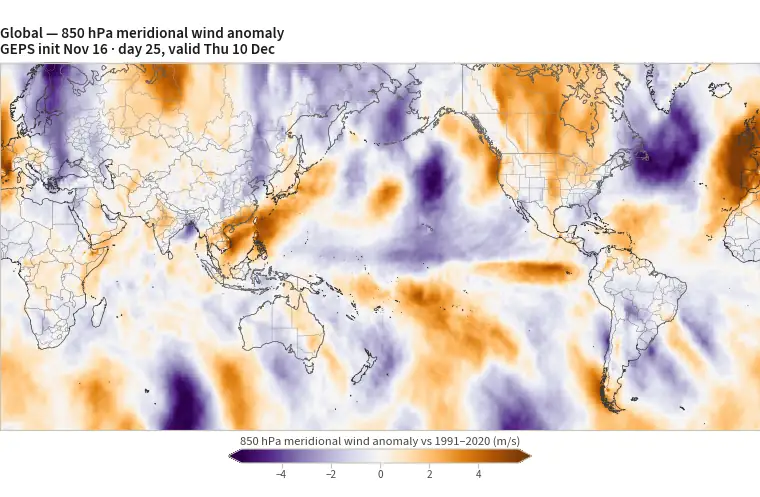 Global — 850 hPa meridional wind anomaly
GEPS init Nov 16 · day 25, valid Thu 10 Dec
850 hPa meridional wind anomaly vs 1991–2020 (m/s)
−4 −2 0 2 4